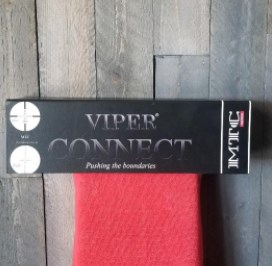 VIPER®
CONNECT
Pushing the boundaries
MTC